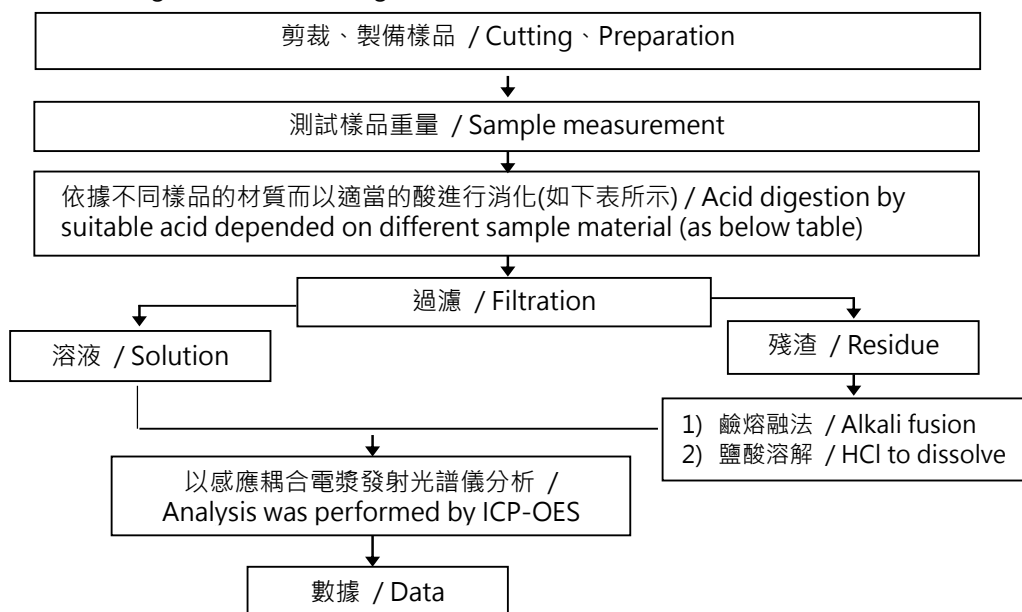 剪裁、製備樣品 / Cutting、Preparation
測試樣品重量 / Sample measurement
依據不同樣品的材質而以適當的酸進行消化(如下表所示) / Acid digestion by
suitable acid depended on different sample material (as below table)
過濾 / Filtration
溶液 / Solution
殘渣 / Residue
1) 鹼熔融法 / Alkali fusion
2) 鹽酸溶解 / HCl to dissolve
以感應耦合電漿發射光譜儀分析 /
Analysis was performed by ICP-OES
數據 / Data